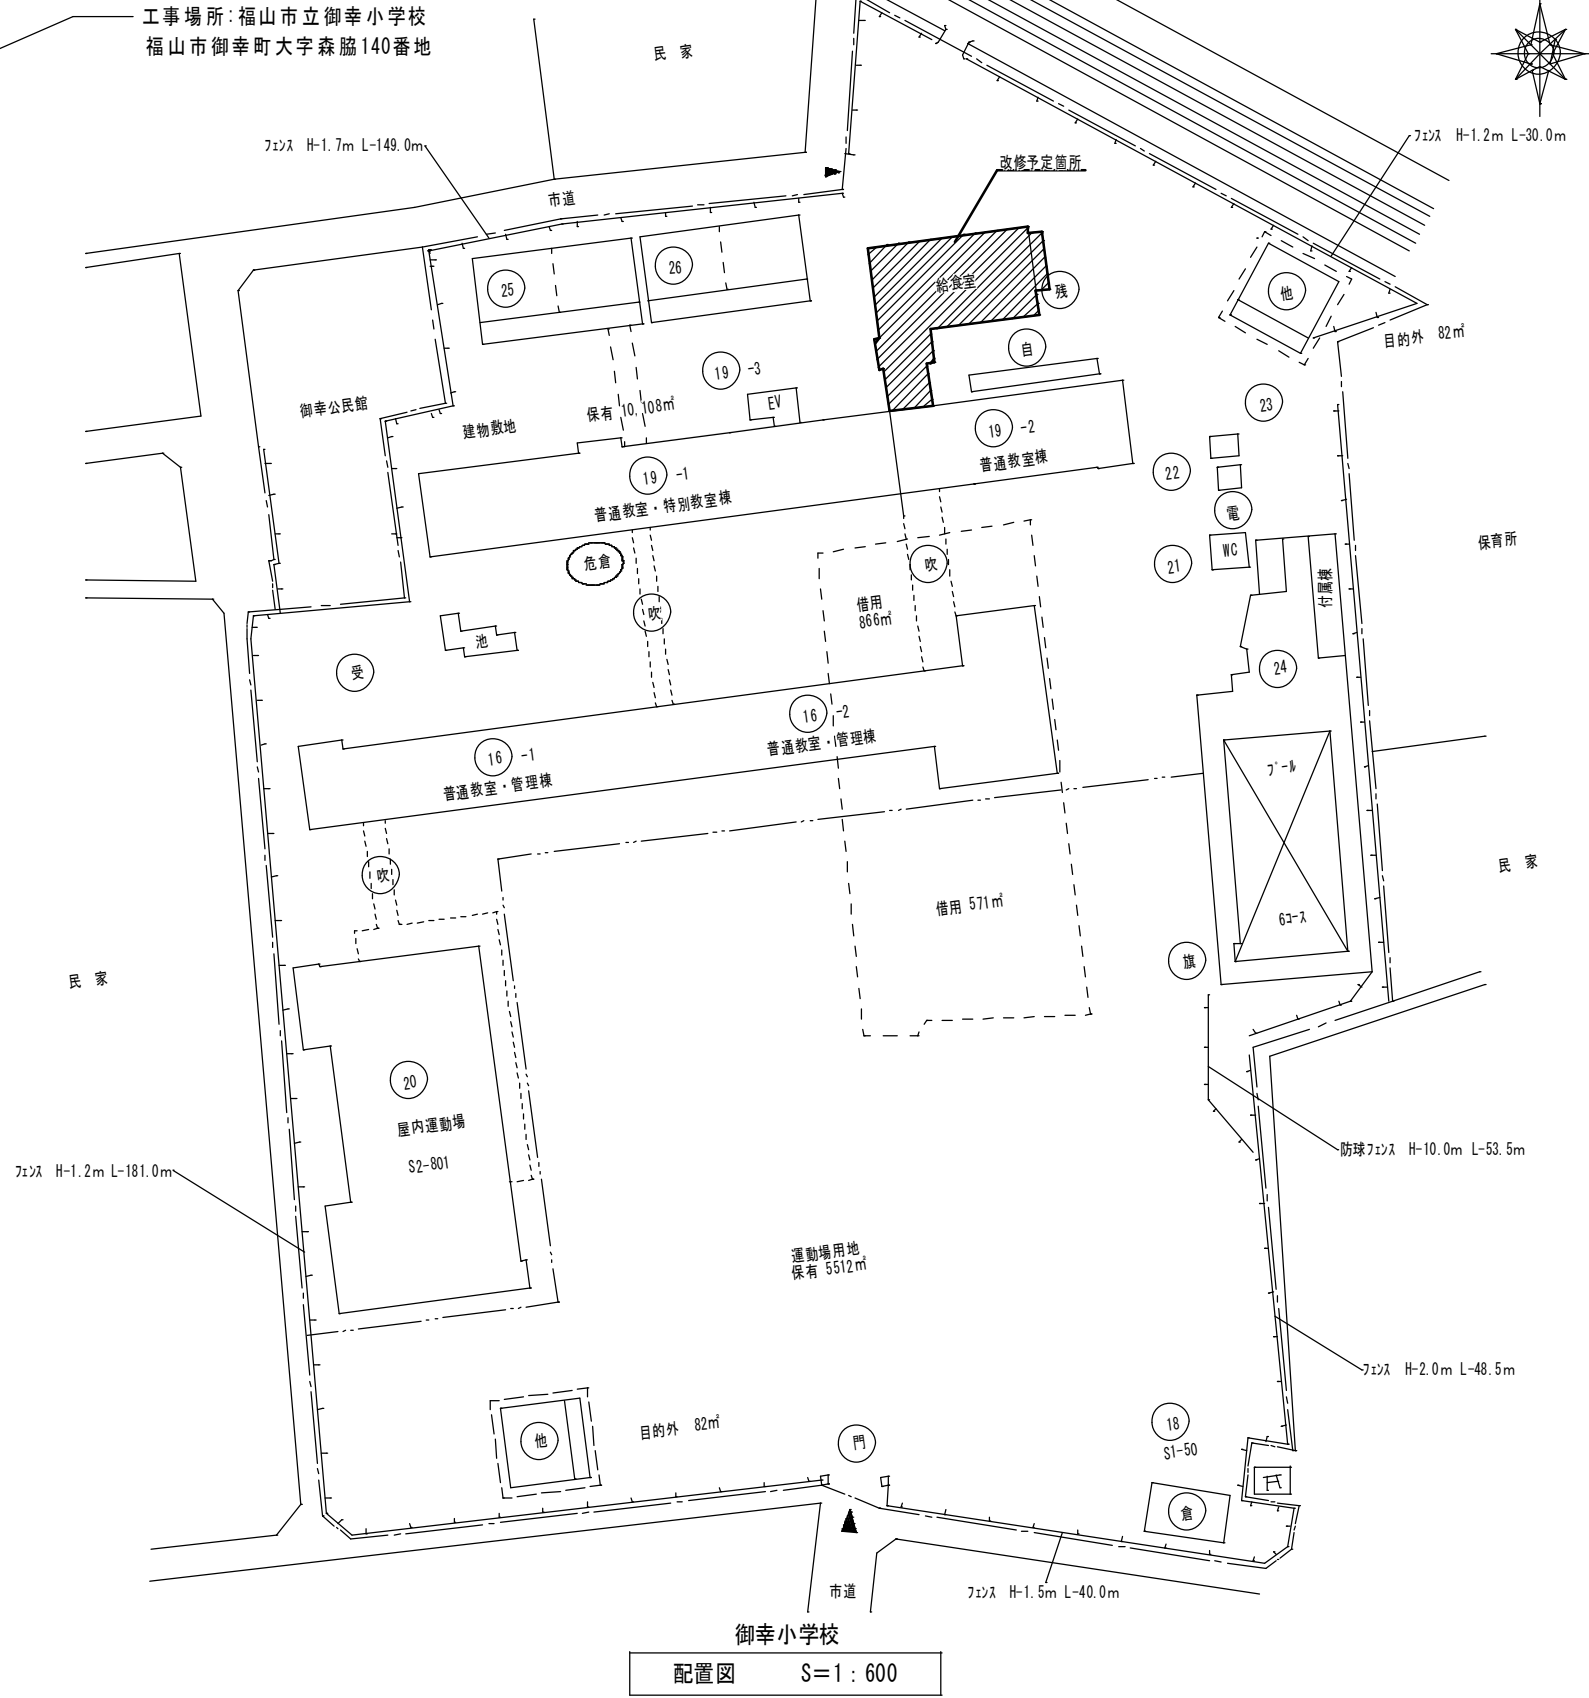 工事場所:福山市立御幸小学校
福山市御幸町大字森脇140番地
民 家
フェンス H-1.7m L-149.0m
フェンス H-1.2m L-30.0m
改修予定箇所
市道
25
26
給食室
残
他
目的外 82㎡
自
御幸公民館
19 -3
EV
保有 10,108㎡
建物敷地
23
19 -2
普通教室棟
19 -1
普通教室・特別教室棟
22
電
保育所
WC
21
付属棟
危倉
吹
吹
借用
866㎡
池
受
24
16 -2
普通教室・管理棟
16 -1
普通教室・管理棟
プール
民 家
吹
借用 571㎡
6コース
旗
民 家
20
屋内運動場
S2-801
防球フェンス H-10.0m L-53.5m
フェンス H-1.2m L-181.0m
運動場用地
保有 5512㎡
フェンス H-2.0m L-48.5m
他
目的外 82㎡
門
18
S1-50
倉
市道
フェンス H-1.5m L-40.0m
御幸小学校
配置図 S=1:600